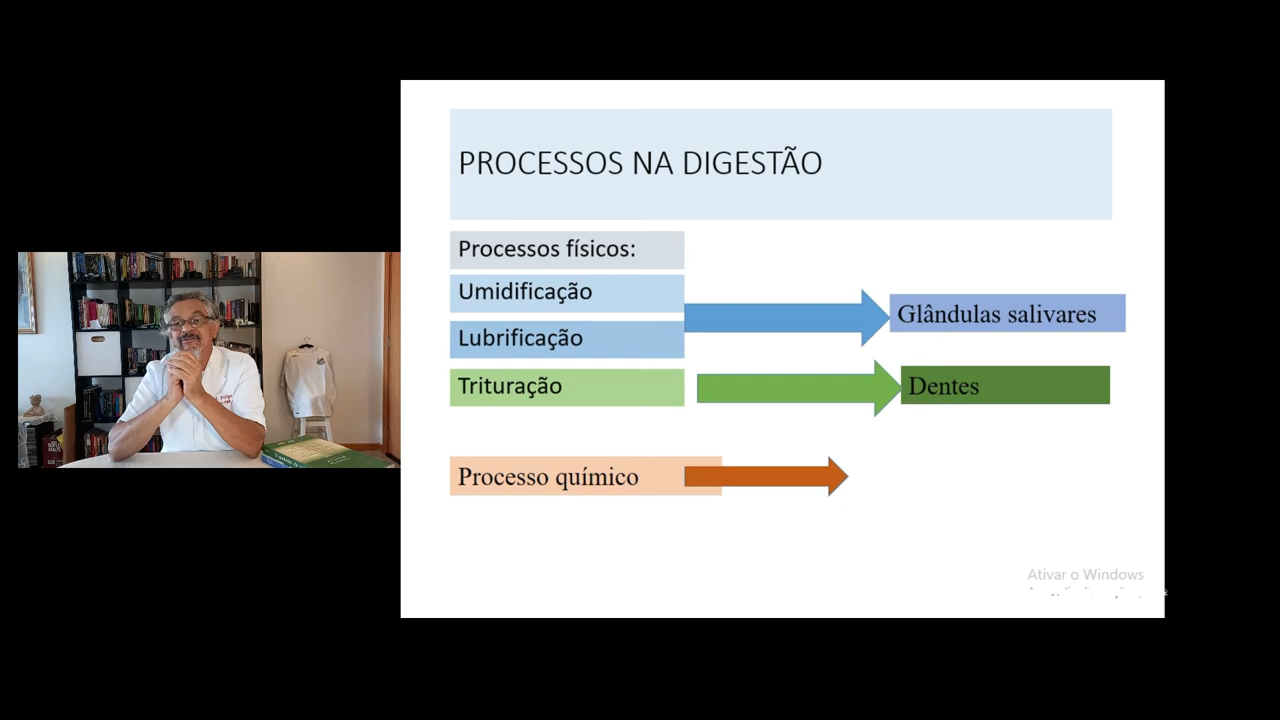 PROCESSOS NA DIGESTÃO
Processos físicos:
Umidificação
Glândulas salivares
Lubrificação
Trituração
Dentes
Processo químico
Ativar o Windows